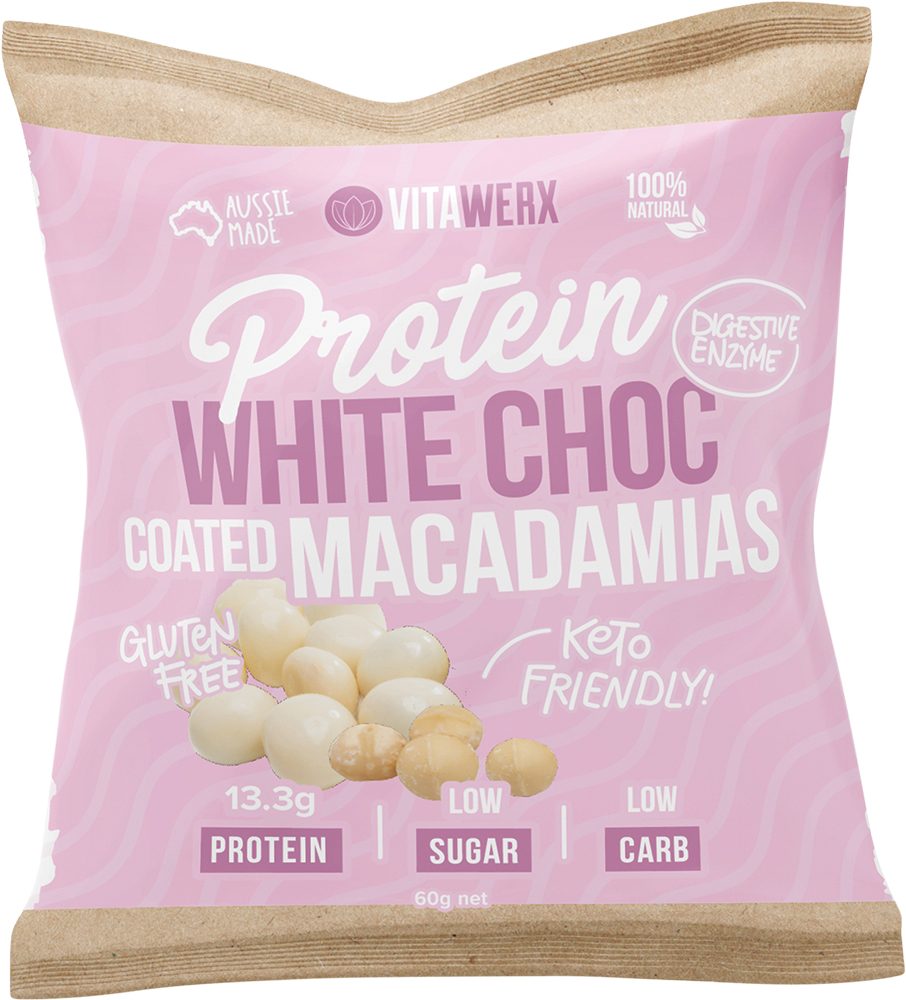 AUSSIE
MADE
VITAWERX
100%
NATURAL
Protein
DIGESTIVE
ENZYME
WHITE CHOC
COATED MACADAMIAS
GLUTEN
FREE
KETO
FRIENDLY!
13.3g
PROTEIN
LOW
SUGAR
LOW
CARB
60g net